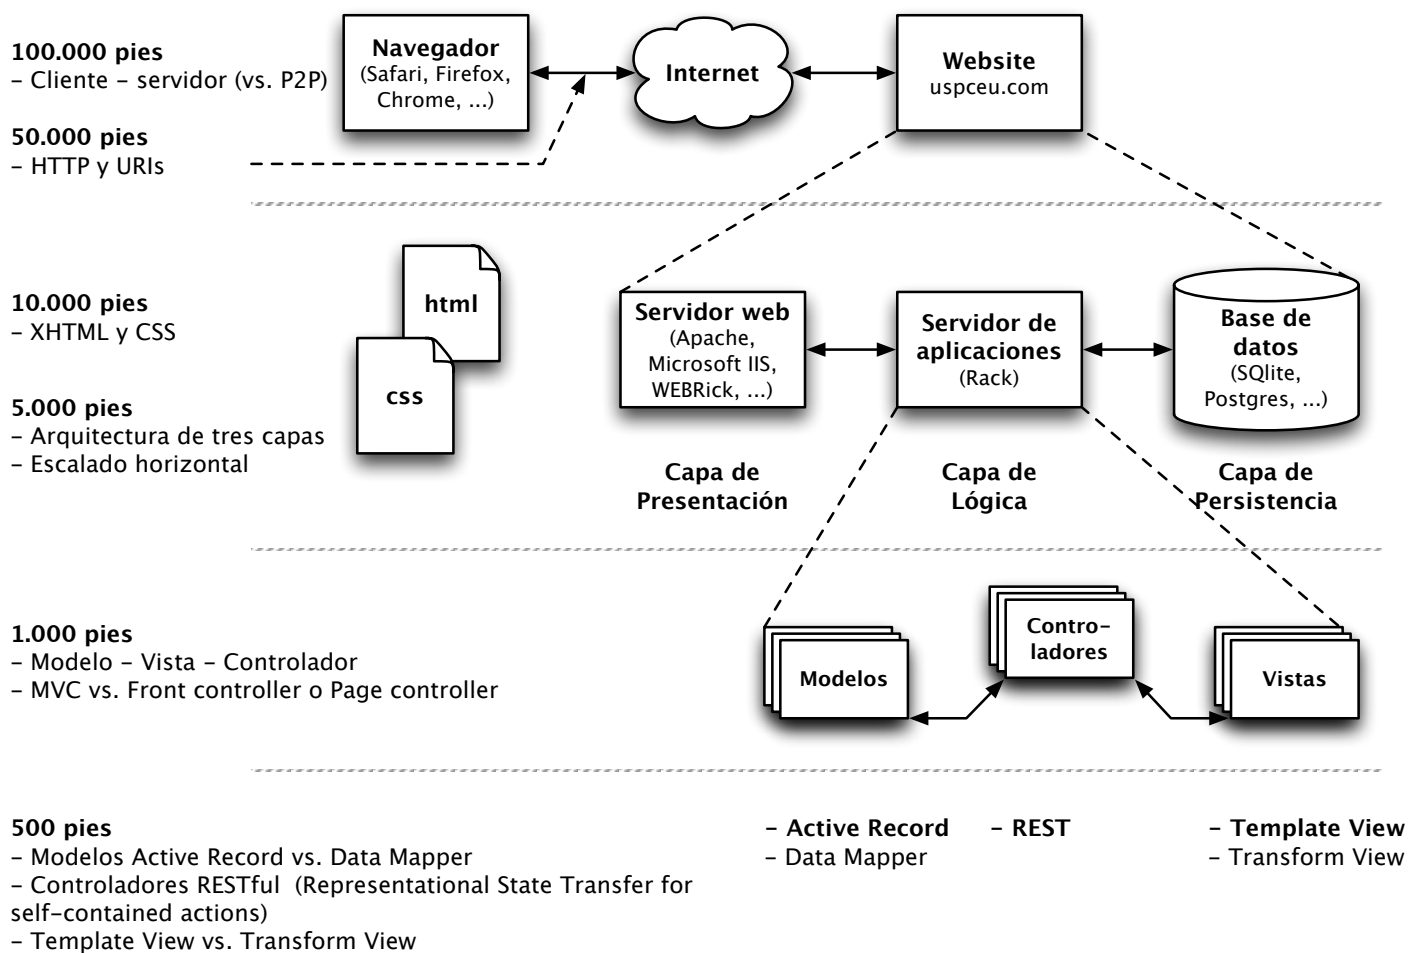 100.000 pies
– Cliente – servidor (vs. P2P)
50.000 pies
– HTTP y URIs
Navegador
(Safari, Firefox,
Chrome, ...)
Internet
Website
uspceu.com
10.000 pies
– XHTML y CSS
5.000 pies
– Arquitectura de tres capas
– Escalado horizontal
html
css
Servidor web
(Apache,
Microsoft IIS,
WEBRick, ...)
Servidor de
aplicaciones
(Rack)
Base de
datos
(SQlite,
Postgres, ...)
Capa de
Presentación
Capa de
Lógica
Capa de
Persistencia
1.000 pies
– Modelo – Vista – Controlador
– MVC vs. Front controller o Page controller
Modelos
Contro–
ladores
Vistas
500 pies
– Modelos Active Record vs. Data Mapper
– Controladores RESTful  (Representational State Transfer for
self–contained actions)
– Template View vs. Transform View
– Active Record
– Data Mapper
– REST
– Template View
– Transform View